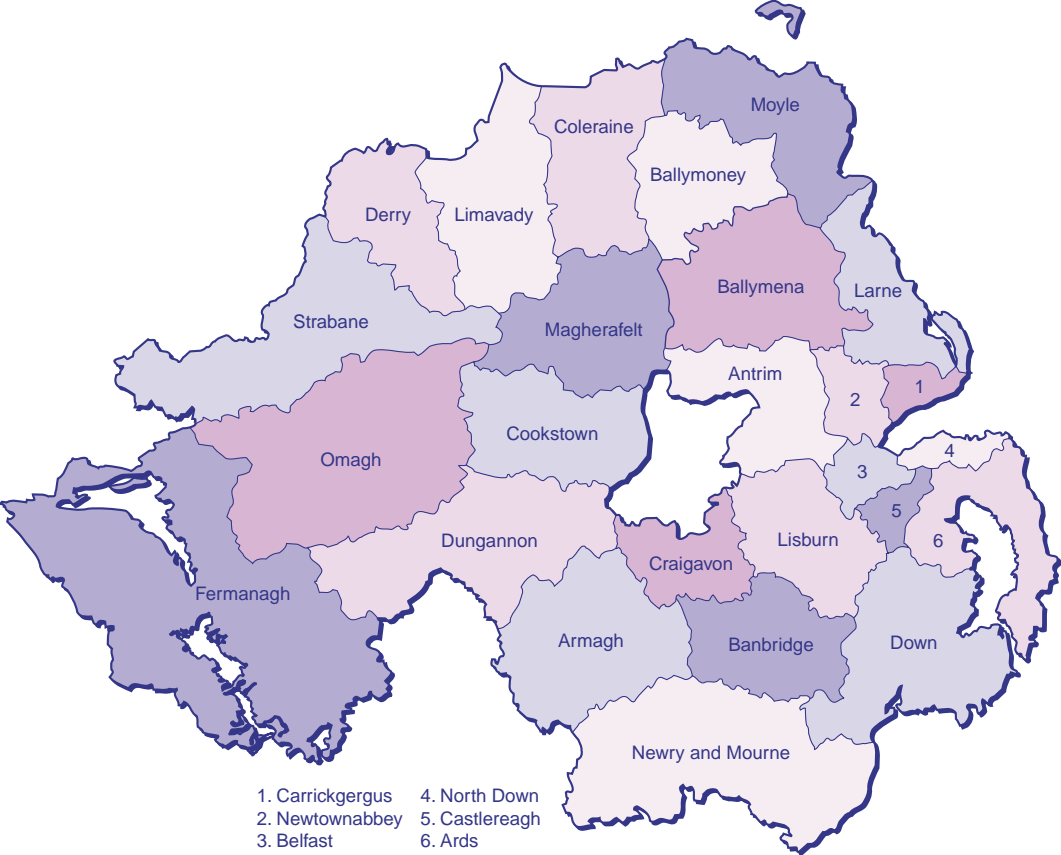 Moyle
Coleraine
Ballymoney
Derry
Limavady
Ballymena
Larne
Strabane
Magherafelt
Antrim
1
2
Cookstown
4
Omagh
3
5
Dungannon
Lisburn
6
Craigavon
Fermanagh
Armagh
Banbridge
Down
Newry and Mourne
1. Carrickgergus
2. Newtownabbey
3. Belfast
4. North Down
5. Castlereagh
6. Ards